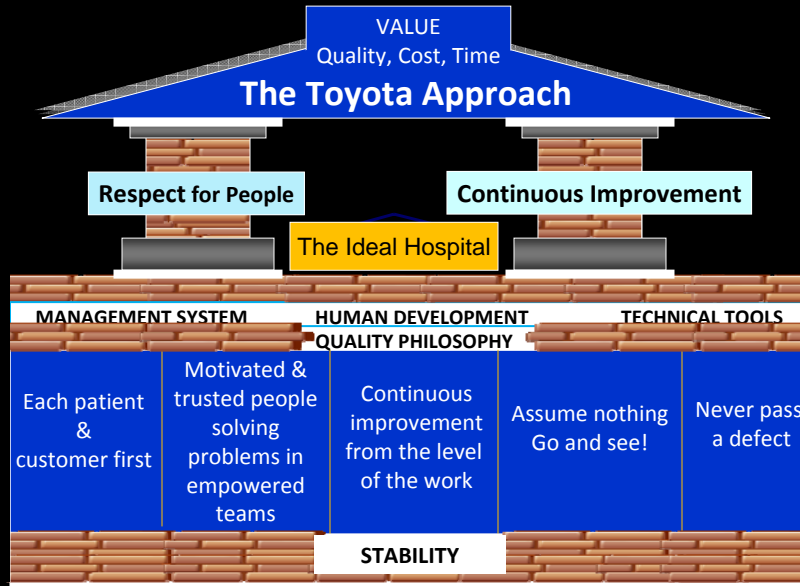 VALUE
Quality, Cost, Time
The Toyota Approach
Respect for People
Continuous Improvement
The Ideal Hospital
MANAGEMENT SYSTEM
HUMAN DEVELOPMENT
TECHNICAL TOOLS
QUALITY PHILOSOPHY
Each patient
&
customer first
Motivated &
trusted people
solving
problems in
empowered
teams
Continuous
improvement
from the level
of the work
Assume nothing
Go and see!
Never pass
a defect
STABILITY